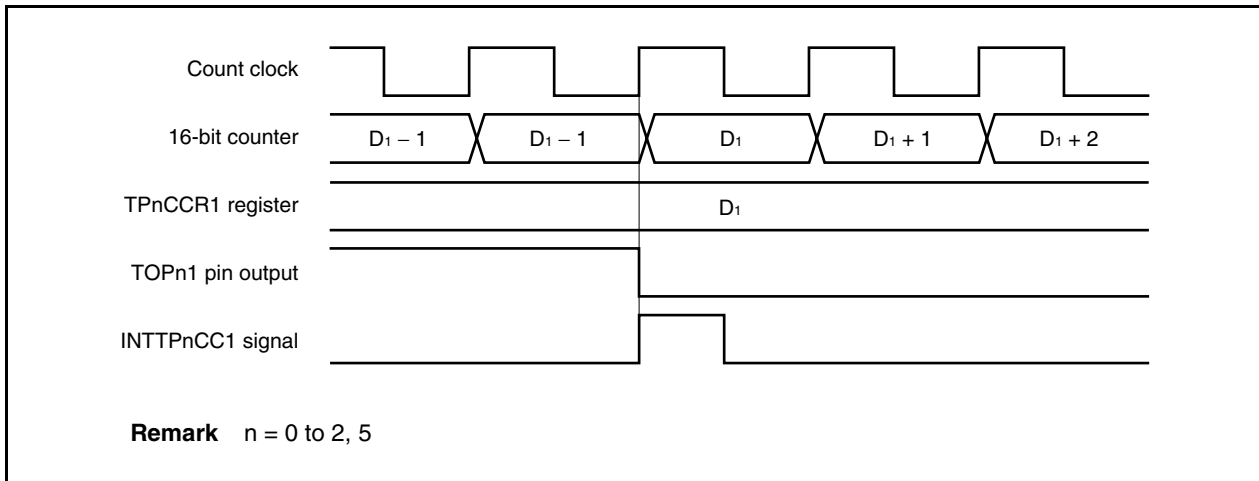 Count clock
16-bit counter D₁ − 1 D₁ − 1 D₁ D₁ + 1 D₁ + 2
TPnCCR1 register D₁
TOPn1 pin output
INTTPnCC1 signal
Remark n = 0 to 2, 5